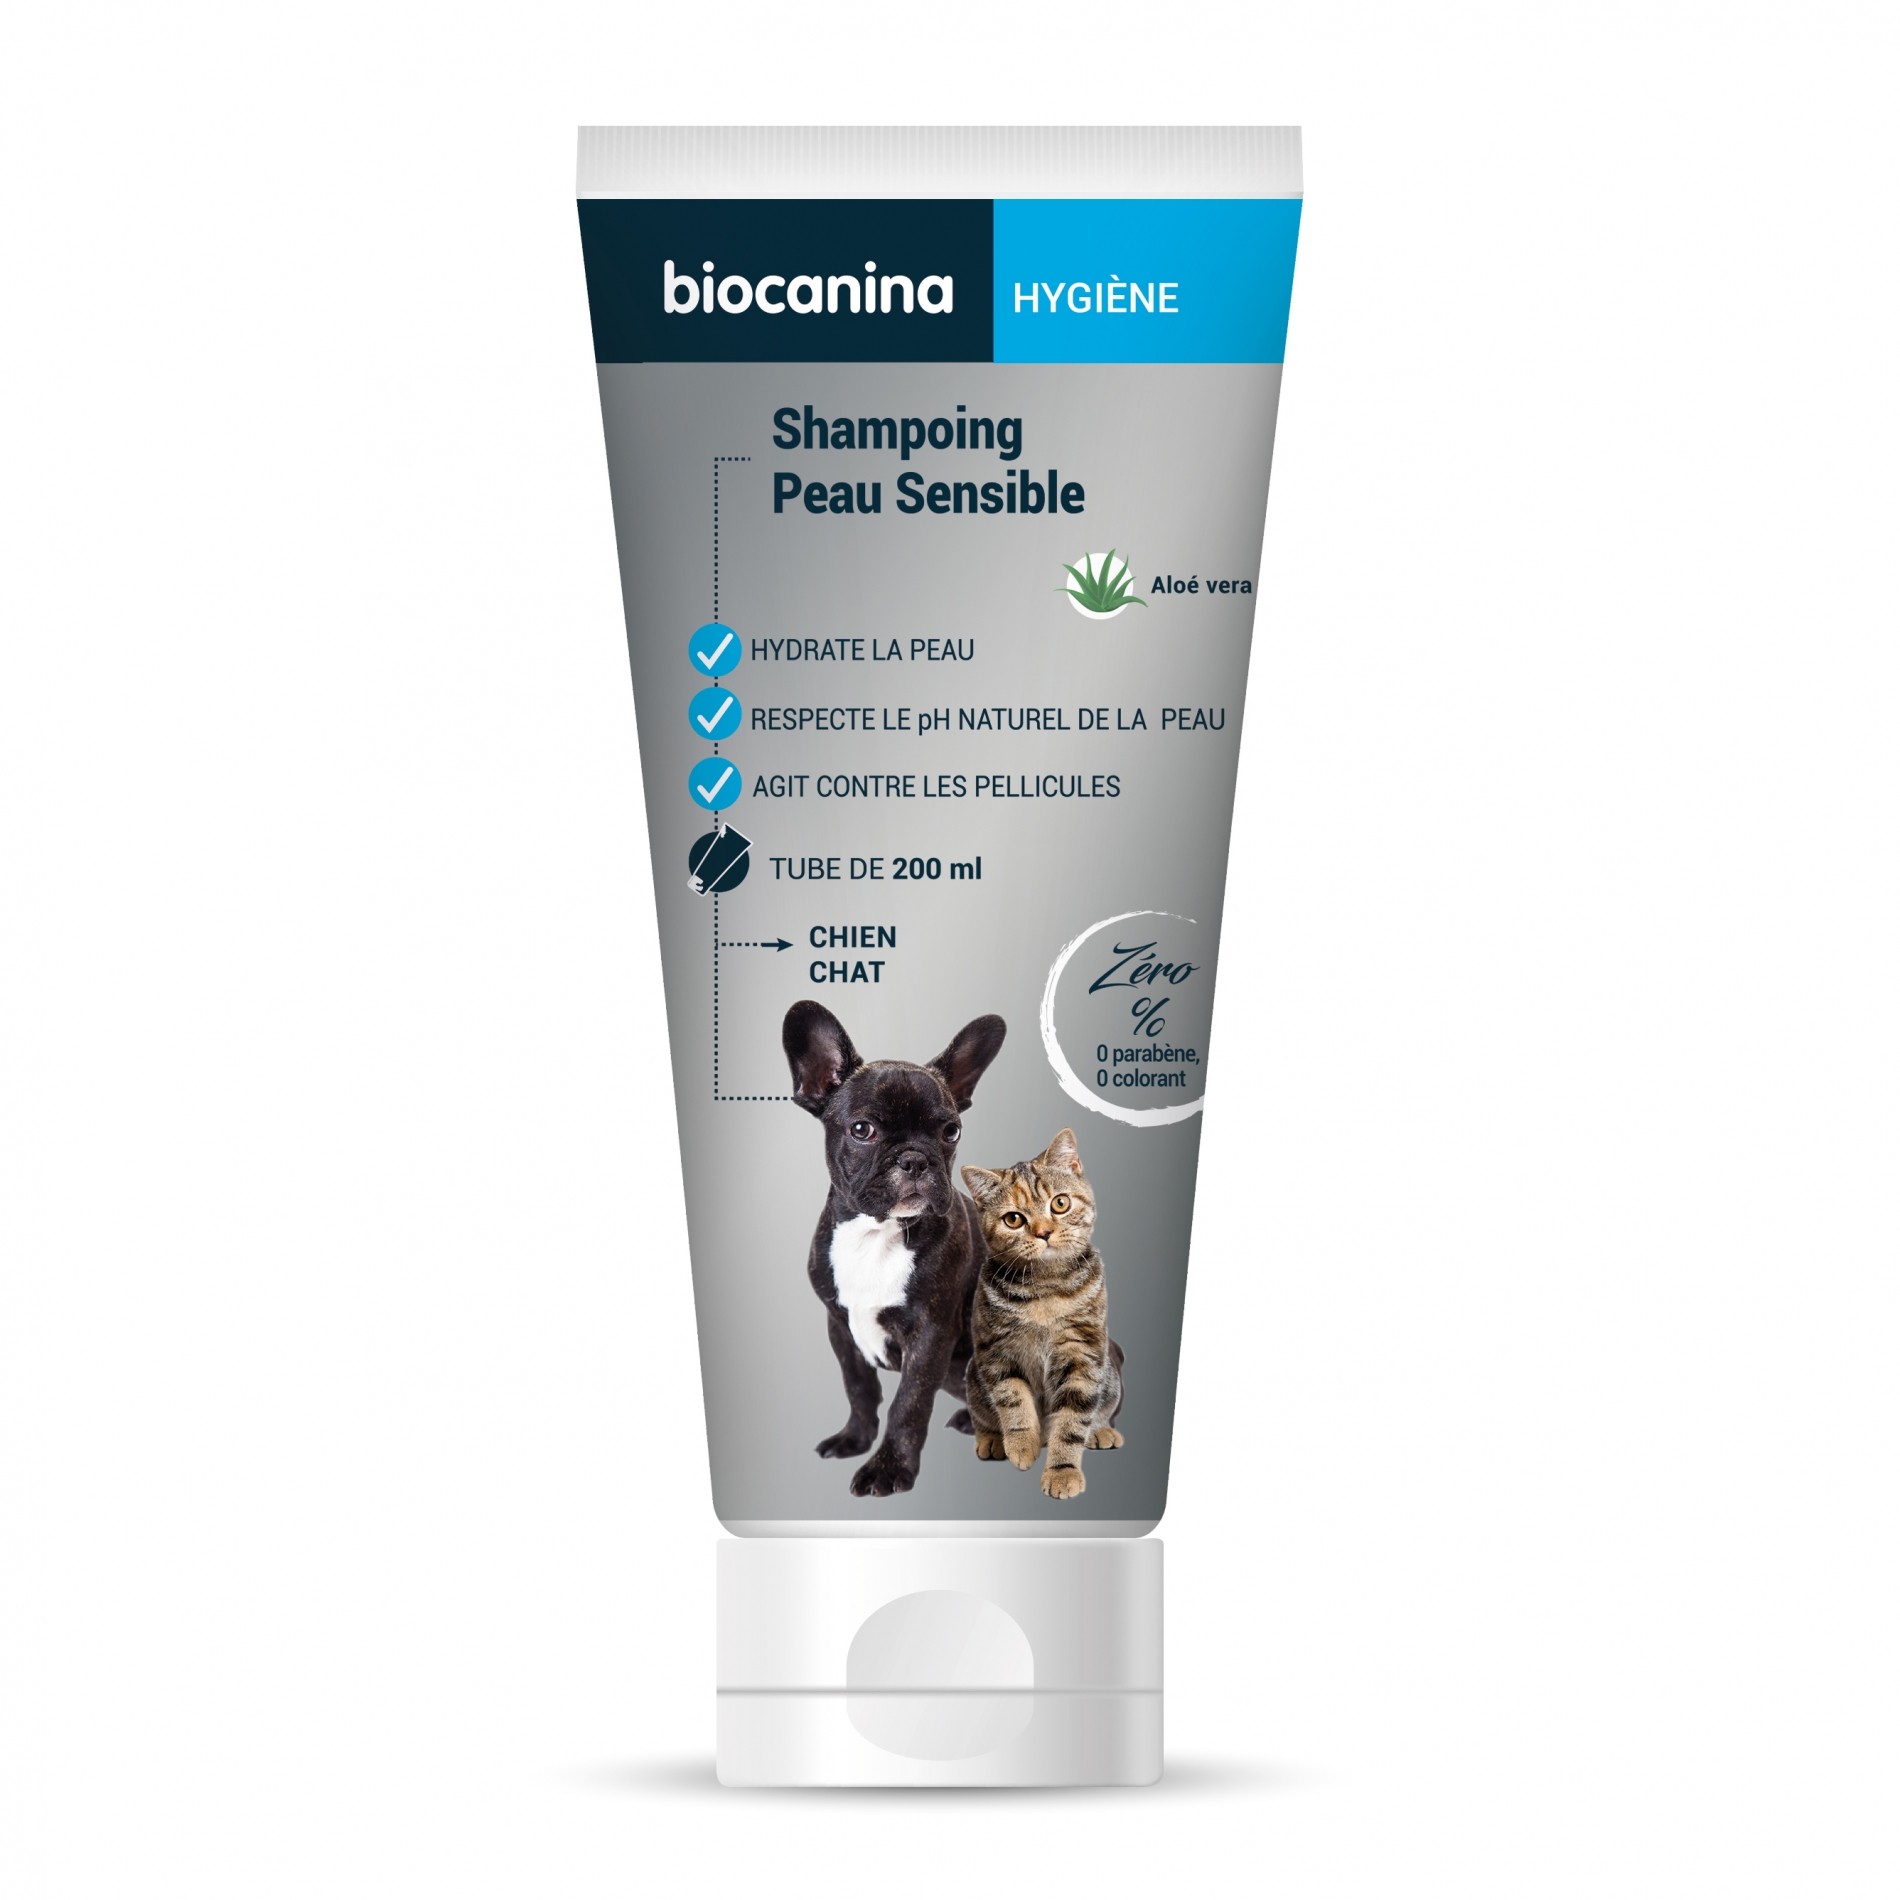 biocanina
HYGIÈNE
Shampoing
Peau Sensible
Aloé vera
HYDRATE LA PEAU
RESPECTE LE pH NATUREL DE LA PEAU
AGIT CONTRE LES PELLICULES
TUBE DE 200 ml
CHIEN
CHAT
Zéro
%
0 parabène,
0 colorant